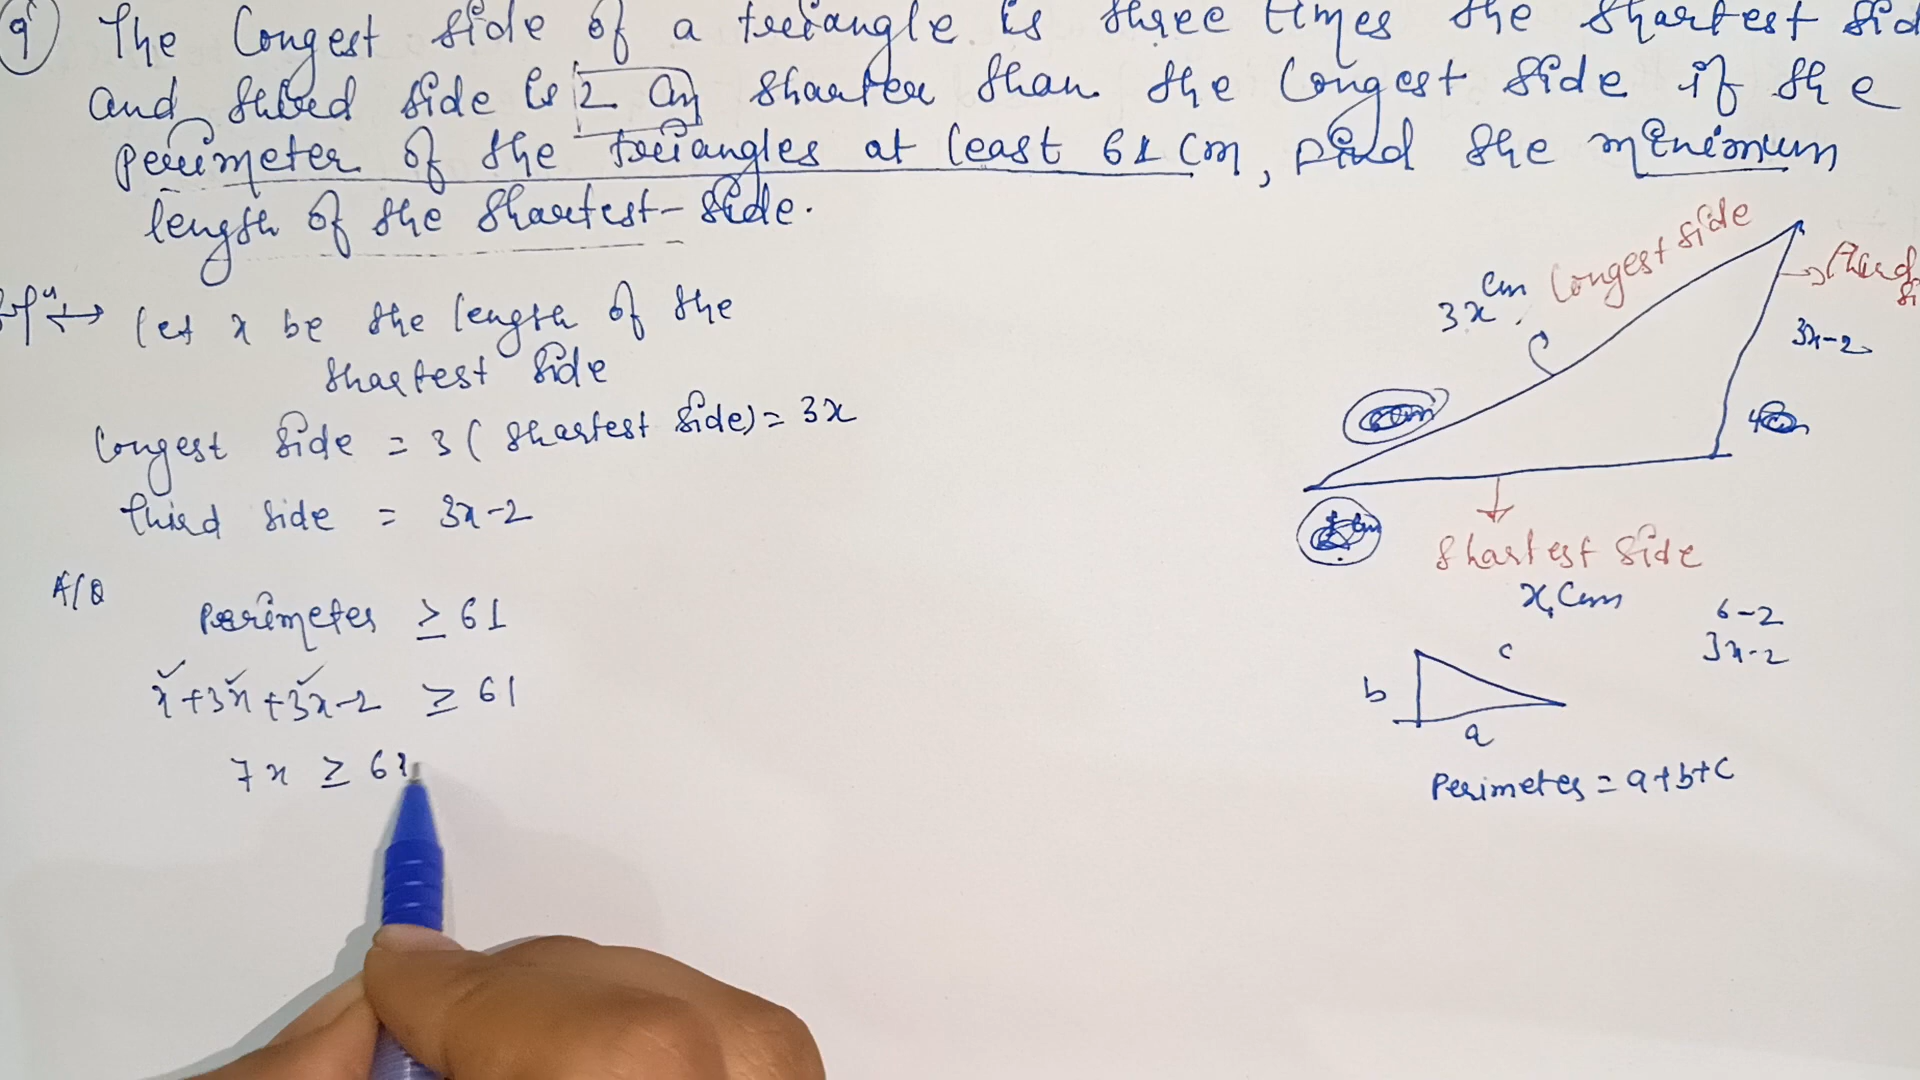 9 The longest side of a triangle is three times the shortest sid
and third side is 2 cm shorter than the longest side if the
perimeter of the triangles at least 61 cm, find the minimum
length of the shortest side.
let x be the length of the
shortest side
longest side = 3 (shortest side) = 3x
third side = 3x-2
A/Q
Perimeter ≥ 61
x+3x+3x-2 ≥ 61
7x ≥ 61
3x cm longest side
3x-2
shortest side
x cm
6-2
3x-2
c
b
a
Perimeter = a+b+c